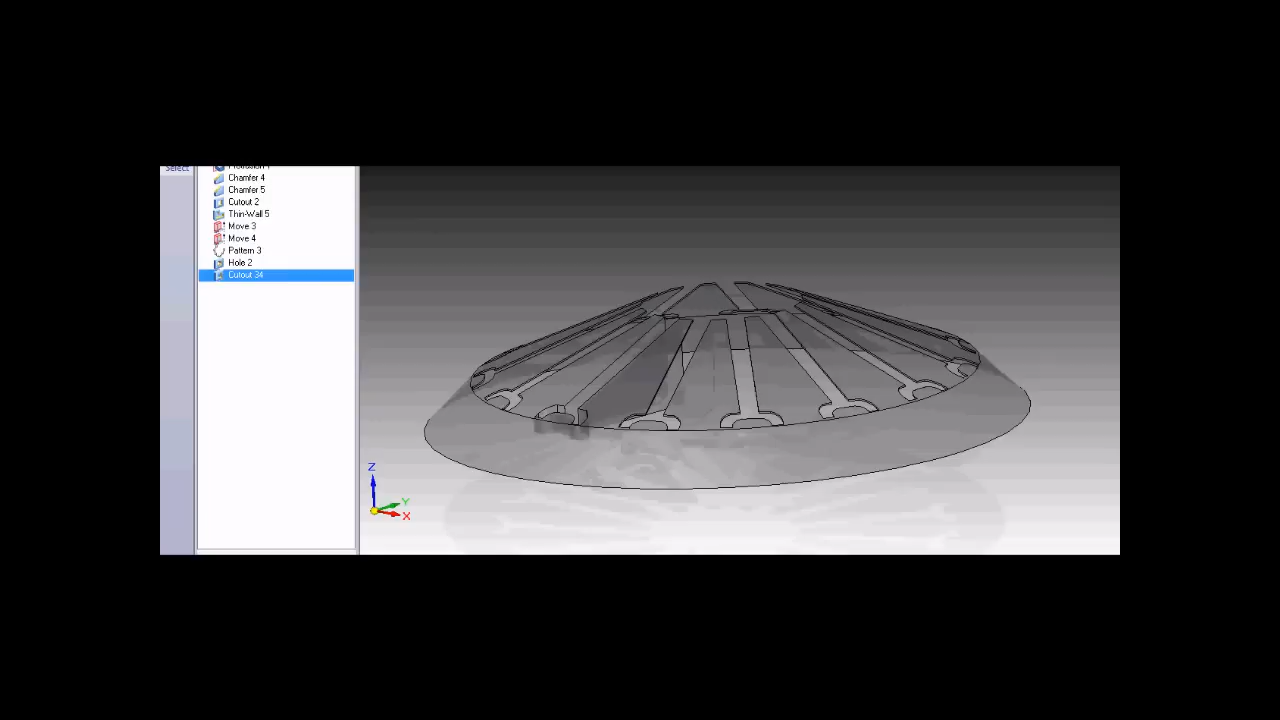 Select
Chamfer 4
Chamfer 5
Cutout 2
Thin-Wall 5
Move 3
Move 4
Pattern 3
Hole 2
Cutout 34
Z
Y
X